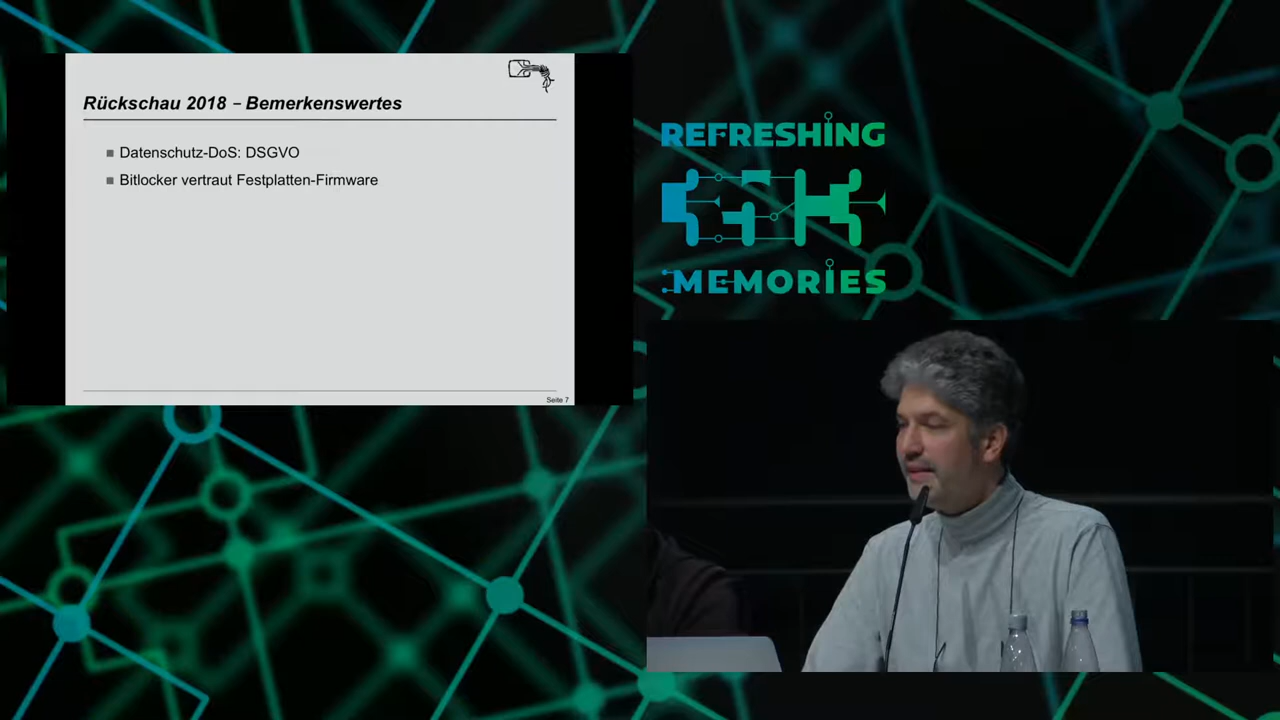 Rückschau 2018 – Bemerkenswertes
Datenschutz-DoS: DSGVO
Bitlocker vertraut Festplatten-Firmware
Seite 7
REFRESHING
MEMORIES